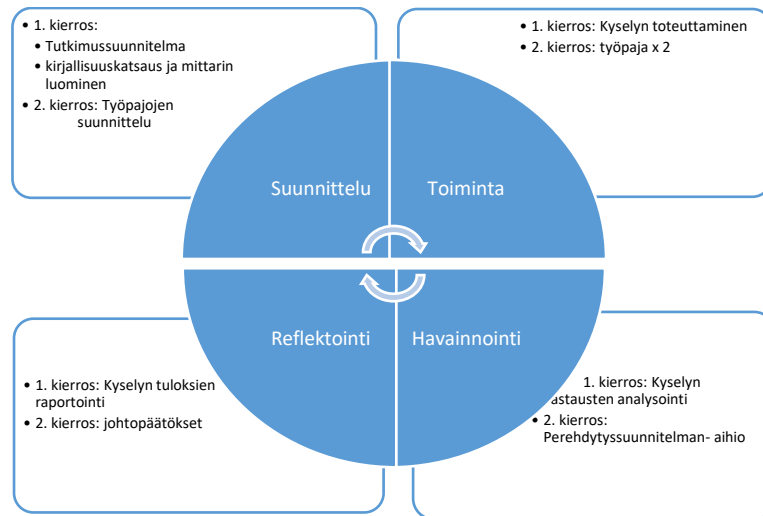 • 1. kierros:
• Tutkimussuunnitelma
• kirjallisuuskatsaus ja mittarin
luominen
• 2. kierros: Työpajojen
suunnittelu
• 1. kierros: Kyselyn toteuttaminen
• 2. kierros: työpaja x 2
Suunnittelu
Toiminta
Reflektointi
Havainnointi
• 1. kierros: Kyselyn tuloksien
raportointi
• 2. kierros: johtopäätökset
1. kierros: Kyselyn
astausten analysointi
• 2. kierros:
Perehdytyssuunnitelman- aihio